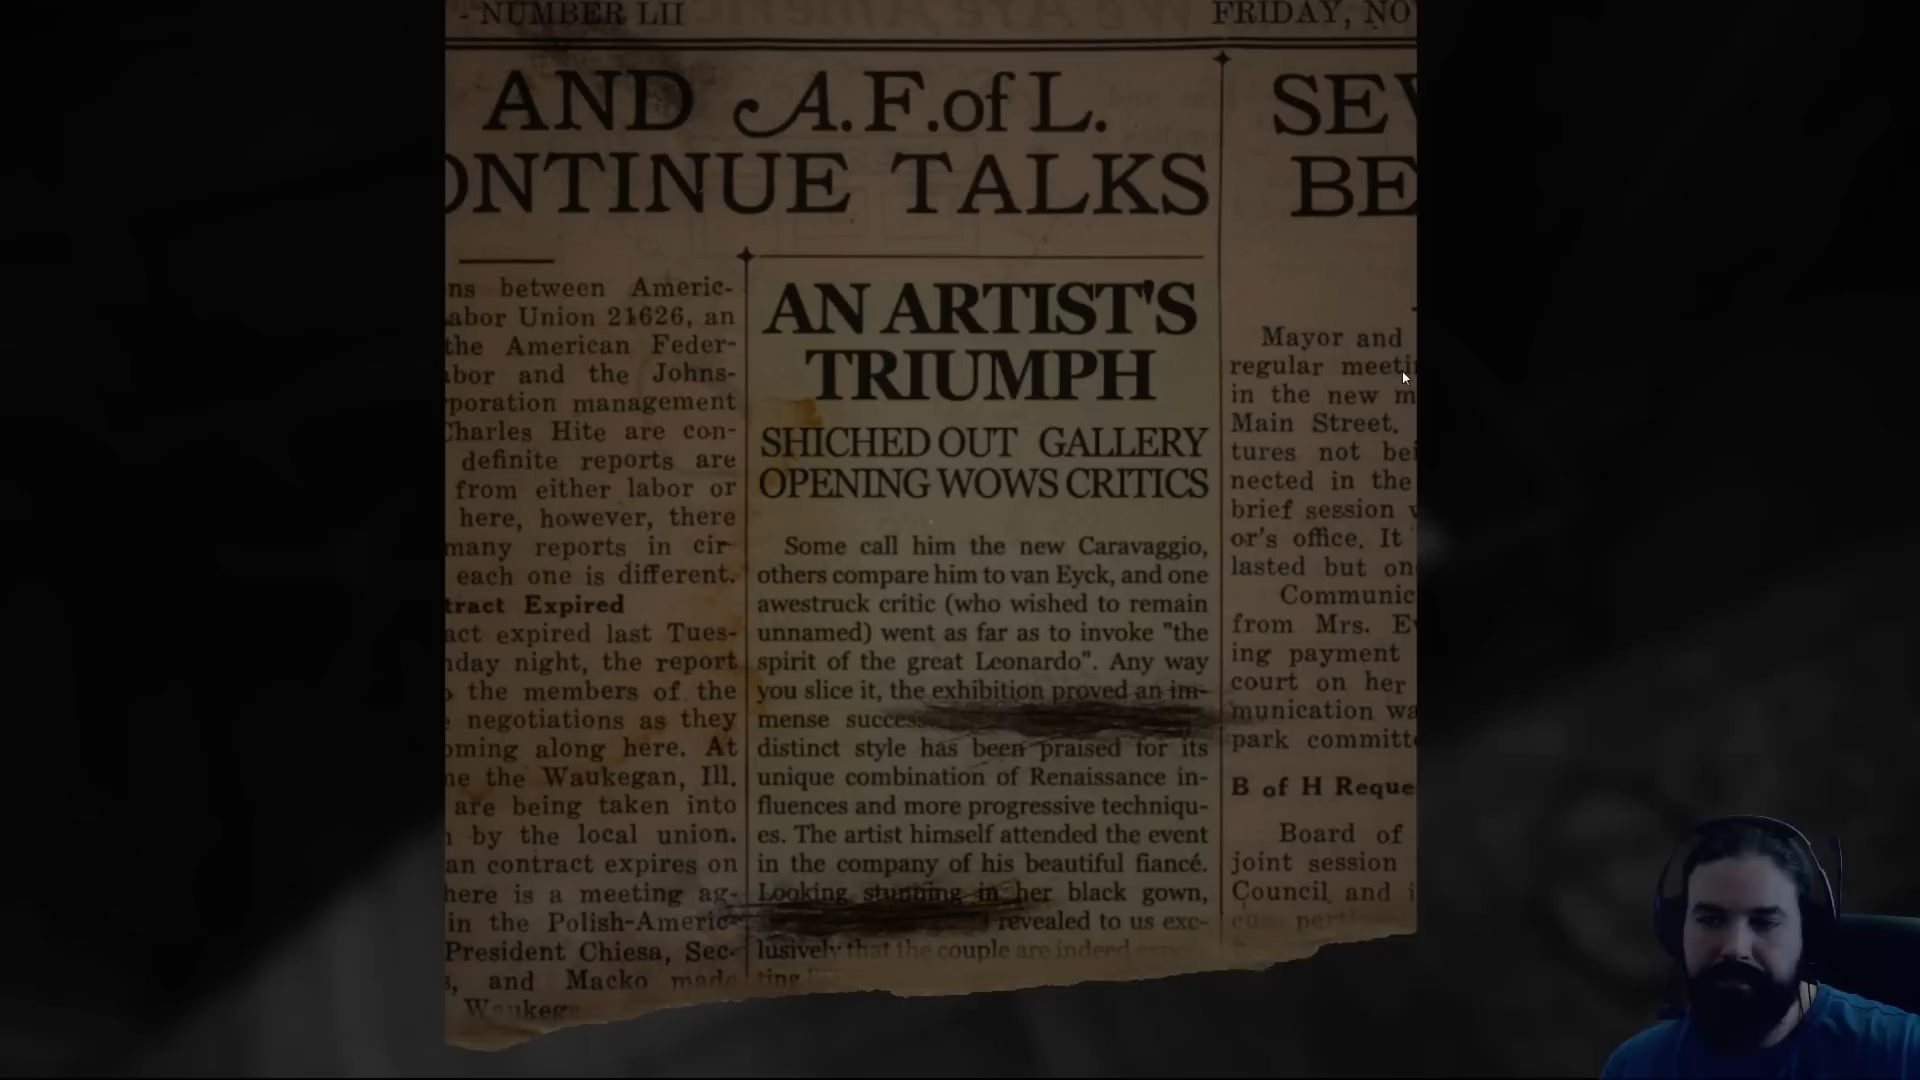 - NUMBER LII
FRIDAY, NO
AND A.F.of L.
ONTINUE TALKS
ns between Americ-
abor Union 21626, an
the American Feder-
bor and the Johns-
poration management
Charles Hite are con-
definite reports are
from either labor or
here, however, there
many reports in cir-
each one is different.
tract Expired
act expired last Tues-
day night, the report
the members of the
negotiations as they
oming along here. At
e the Waukegan, Ill.
are being taken into
by the local union.
an contract expires on
here is a meeting ag-
in the Polish-Americ-
President Chiesa, Sec-
s, and Macko made
Waukega
AN ARTIST'S
TRIUMPH
SHICHED OUT GALLERY
OPENING WOWS CRITICS
Some call him the new Caravaggio,
others compare him to van Eyck, and one
awestruck critic (who wished to remain
unnamed) went as far as to invoke "the
spirit of the great Leonardo". Any way
you slice it, the exhibition proved an im-
mense success
distinct style has been praised for its
unique combination of Renaissance in-
fluences and more progressive techniqu-
es. The artist himself attended the event
in the company of his beautiful fiancé.
Looking stunning in her black gown,
revealed to us exc-
lusively that the couple are indeed expec-
ting
SEV
BE
Mayor and
regular meetin
in the new m
Main Street.
tures not bei
nected in the
brief session
or's office. It
lasted but on
Communic
from Mrs. Ev
ing payment
court on her
munication wa
park committe
B of H Reque
Board of
joint session
Council and i